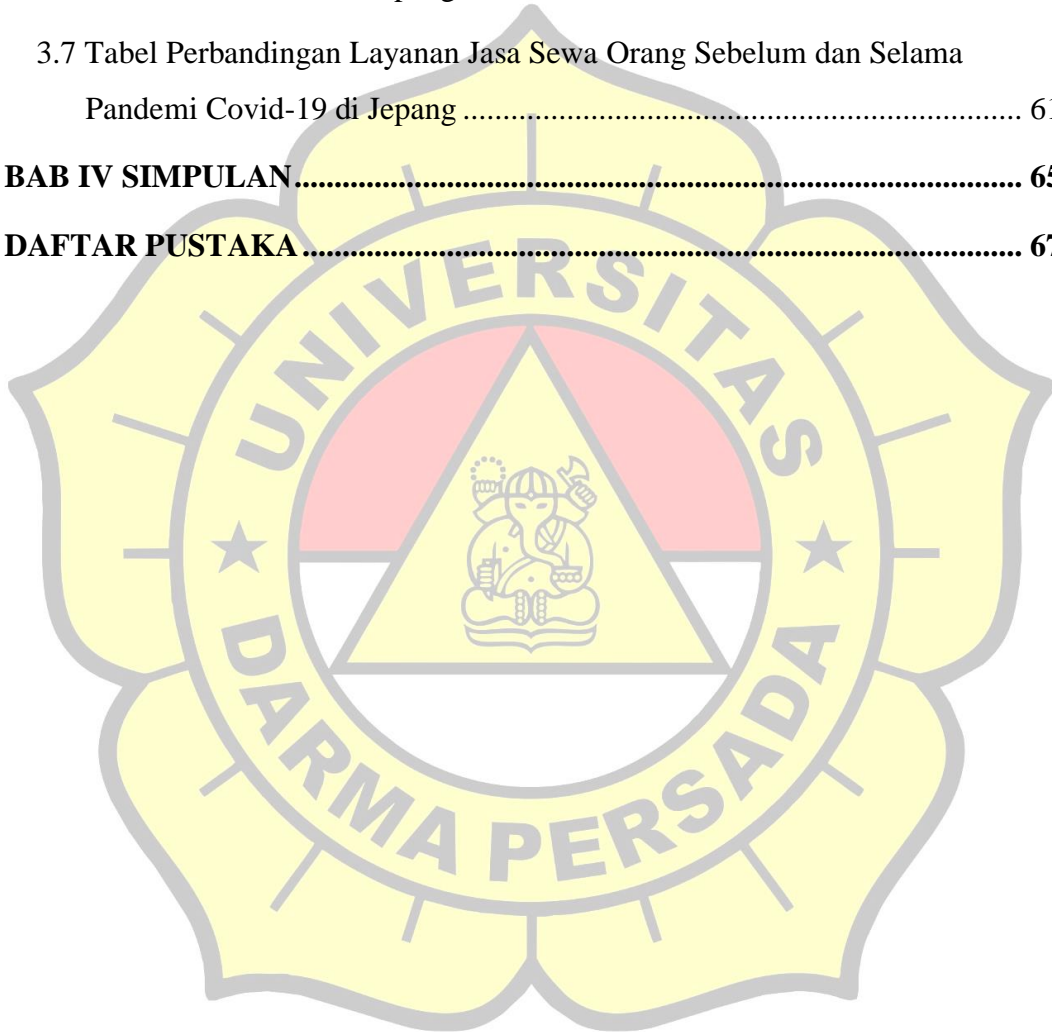 3.7 Tabel Perbandingan Layanan Jasa Sewa Orang Sebelum dan Selama
Pandemi Covid-19 di Jepang ........................................................................ 61
BAB IV SIMPULAN ............................................................................................ 65
DAFTAR PUSTAKA ........................................................................................... 67
UNIVERSITAS
DARMA PERSADA